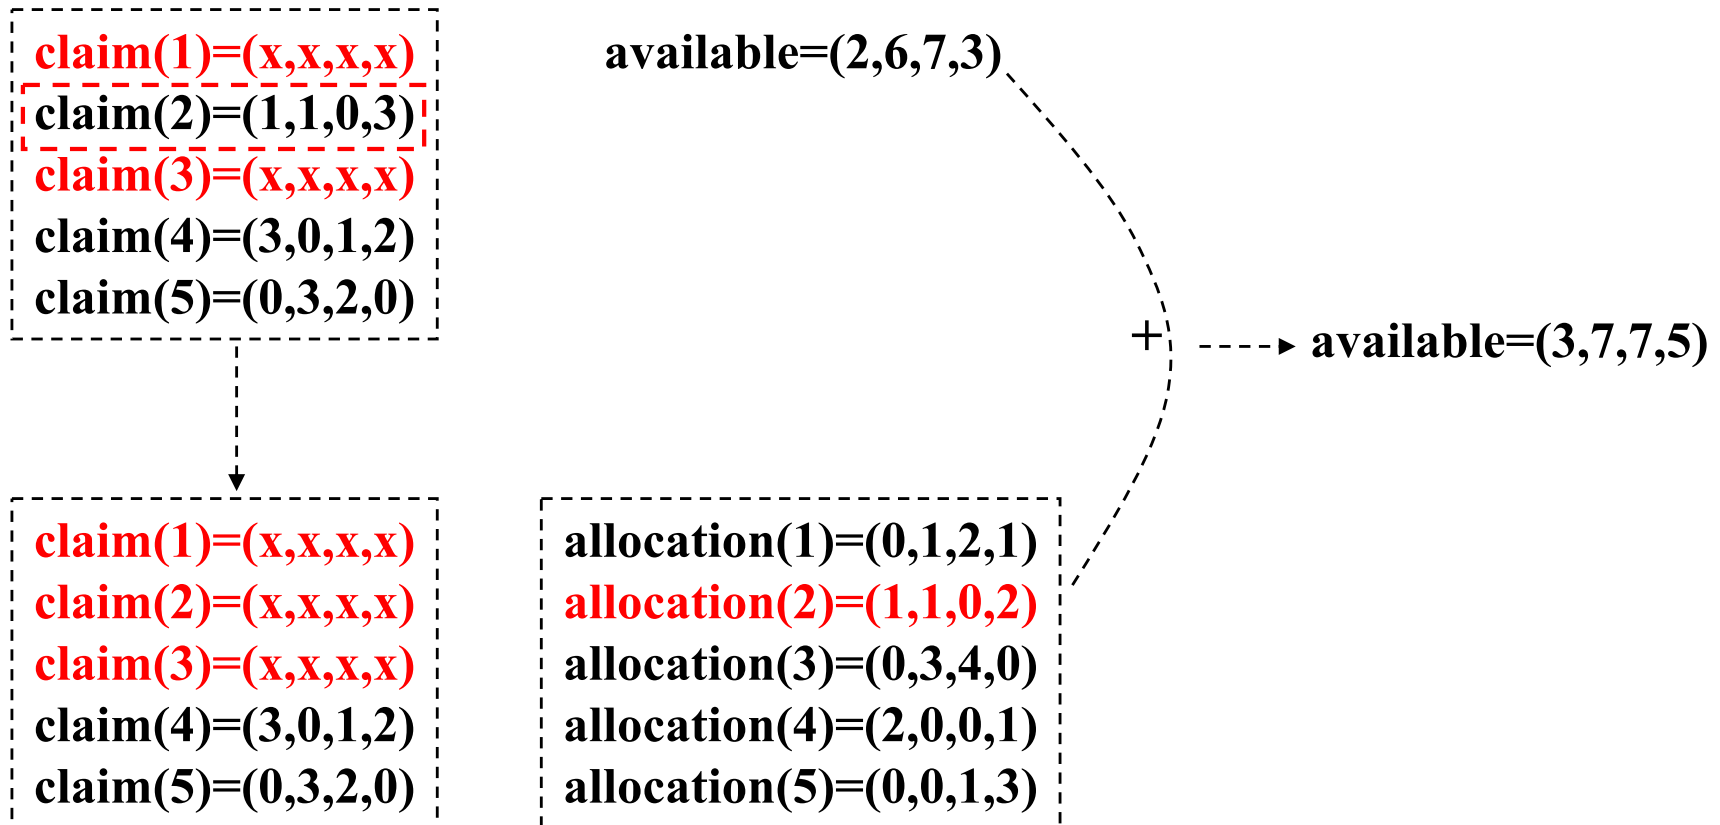 claim(1)=(x,x,x,x)
claim(2)=(1,1,0,3)
claim(3)=(x,x,x,x)
claim(4)=(3,0,1,2)
claim(5)=(0,3,2,0)
available=(2,6,7,3)
+
available=(3,7,7,5)
claim(1)=(x,x,x,x)
claim(2)=(x,x,x,x)
claim(3)=(x,x,x,x)
claim(4)=(3,0,1,2)
claim(5)=(0,3,2,0)
allocation(1)=(0,1,2,1)
allocation(2)=(1,1,0,2)
allocation(3)=(0,3,4,0)
allocation(4)=(2,0,0,1)
allocation(5)=(0,0,1,3)